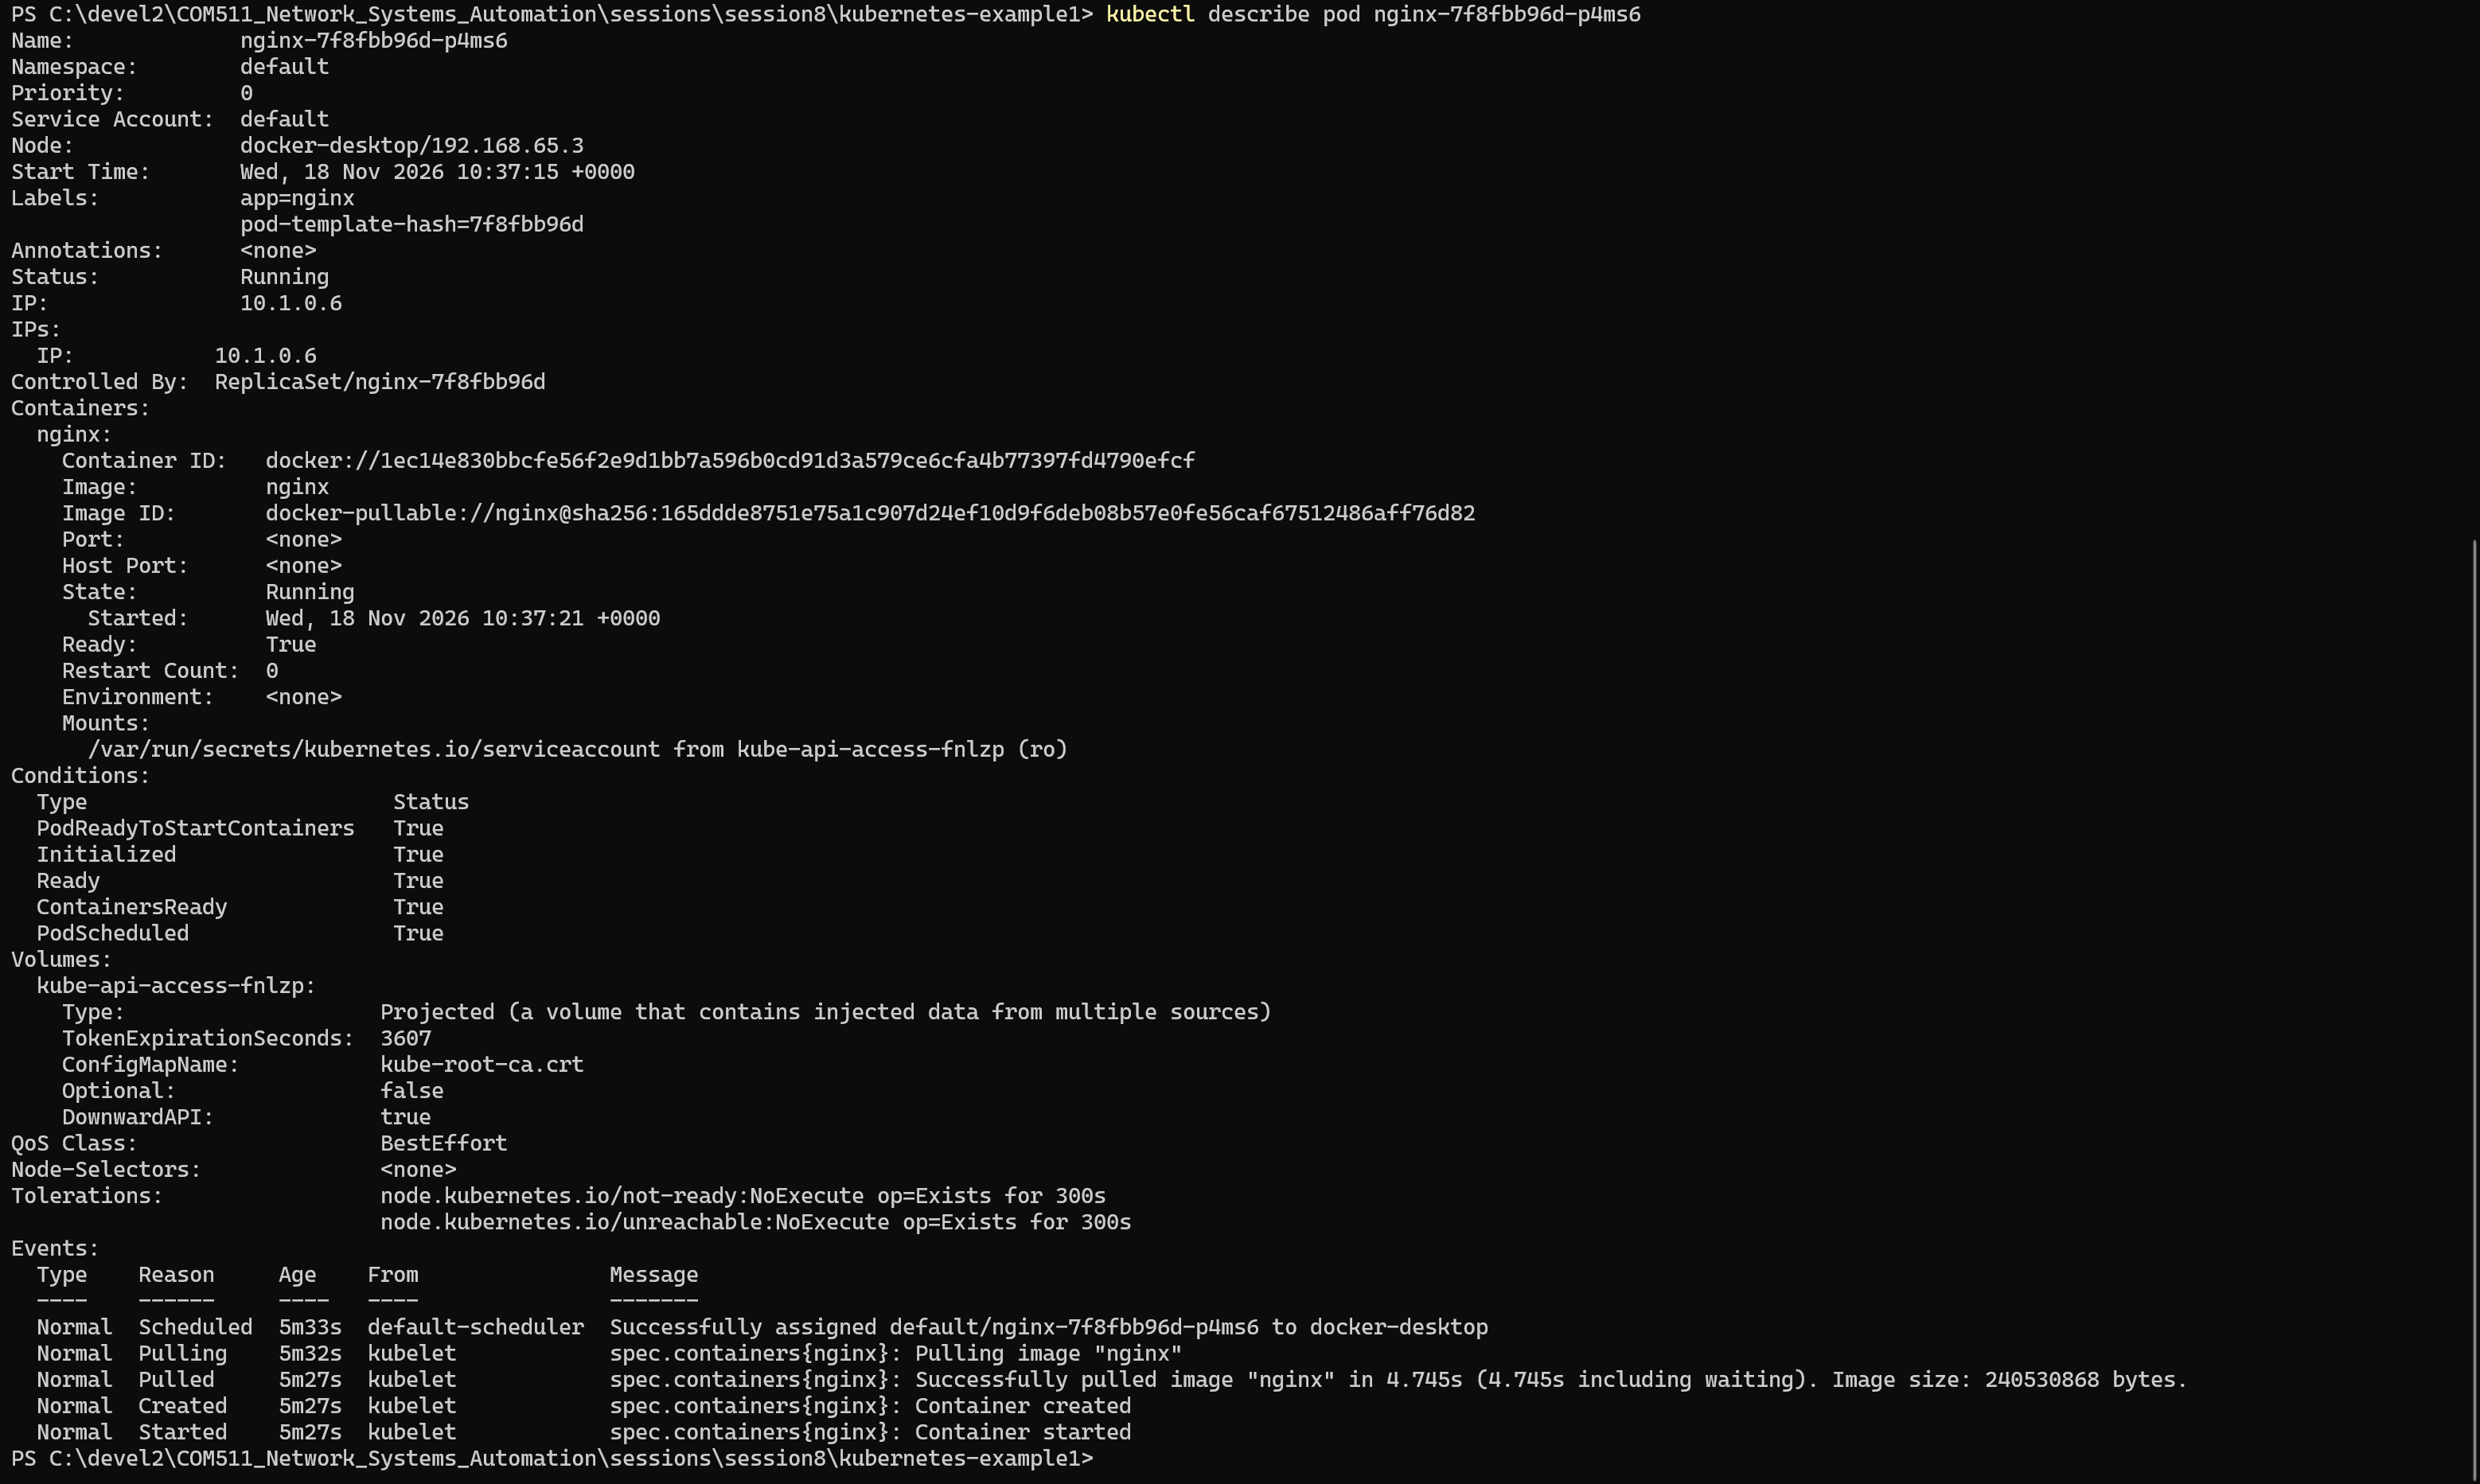 PS C:\devel2\COM511_Network_Systems_Automation\sessions\session8\kubernetes-example1> kubectl describe pod nginx-7f8fbb96d-p4ms6
Name:             nginx-7f8fbb96d-p4ms6
Namespace:        default
Priority:         0
Service Account:  default
Node:             docker-desktop/192.168.65.3
Start Time:       Wed, 18 Nov 2026 10:37:15 +0000
Labels:           app=nginx
                  pod-template-hash=7f8fbb96d
Annotations:      <none>
Status:           Running
IP:               10.1.0.6
IPs:
  IP:           10.1.0.6
Controlled By:  ReplicaSet/nginx-7f8fbb96d
Containers:
  nginx:
    Container ID:   docker://1ec14e830bbcfe56f2e9d1bb7a596b0cd91d3a579ce6cfa4b77397fd4790efcf
    Image:          nginx
    Image ID:       docker-pullable://nginx@sha256:165ddde8751e75a1c907d24ef10d9f6deb08b57e0fe56caf67512486aff76d82
    Port:           <none>
    Host Port:      <none>
    State:          Running
      Started:      Wed, 18 Nov 2026 10:37:21 +0000
    Ready:          True
    Restart Count:  0
    Environment:    <none>
    Mounts:
      /var/run/secrets/kubernetes.io/serviceaccount from kube-api-access-fnlzp (ro)
Conditions:
  Type                        Status
  PodReadyToStartContainers   True
  Initialized                 True
  Ready                       True
  ContainersReady             True
  PodScheduled                True
Volumes:
  kube-api-access-fnlzp:
    Type:                    Projected (a volume that contains injected data from multiple sources)
    TokenExpirationSeconds:  3607
    ConfigMapName:           kube-root-ca.crt
    Optional:                false
    DownwardAPI:             true
QoS Class:                   BestEffort
Node-Selectors:              <none>
Tolerations:                 node.kubernetes.io/not-ready:NoExecute op=Exists for 300s
                             node.kubernetes.io/unreachable:NoExecute op=Exists for 300s
Events:
  Type    Reason     Age   From               Message
  ----    ------     ----  ----               -------
  Normal  Scheduled  5m33s  default-scheduler  Successfully assigned default/nginx-7f8fbb96d-p4ms6 to docker-desktop
  Normal  Pulling    5m32s  kubelet            spec.containers{nginx}: Pulling image "nginx"
  Normal  Pulled     5m27s  kubelet            spec.containers{nginx}: Successfully pulled image "nginx" in 4.745s (4.745s including waiting). Image size: 240530868 bytes.
  Normal  Created    5m27s  kubelet            spec.containers{nginx}: Container created
  Normal  Started    5m27s  kubelet            spec.containers{nginx}: Container started
PS C:\devel2\COM511_Network_Systems_Automation\sessions\session8\kubernetes-example1>